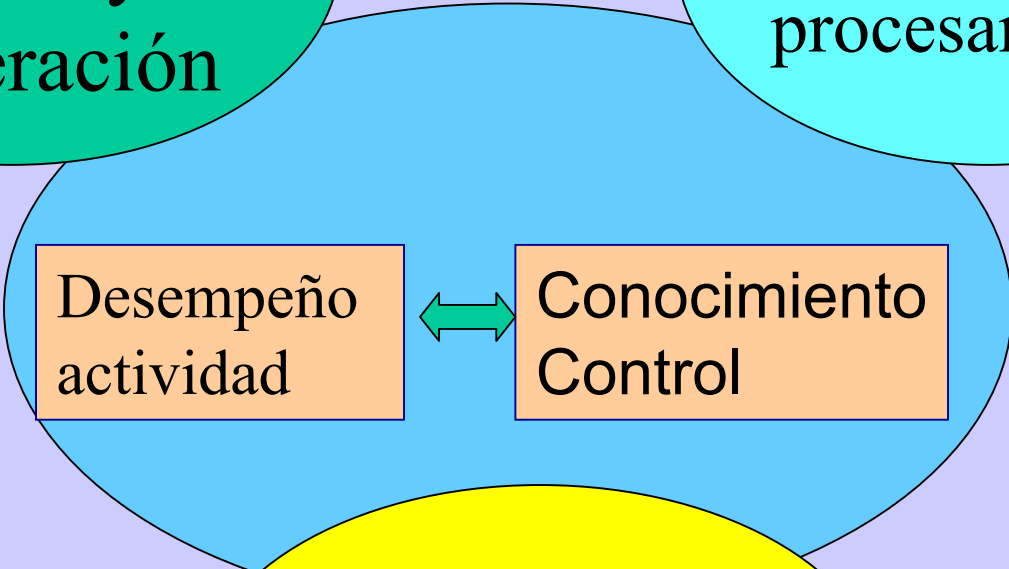 eración
procesar
Desempeño
actividad
Conocimiento
Control